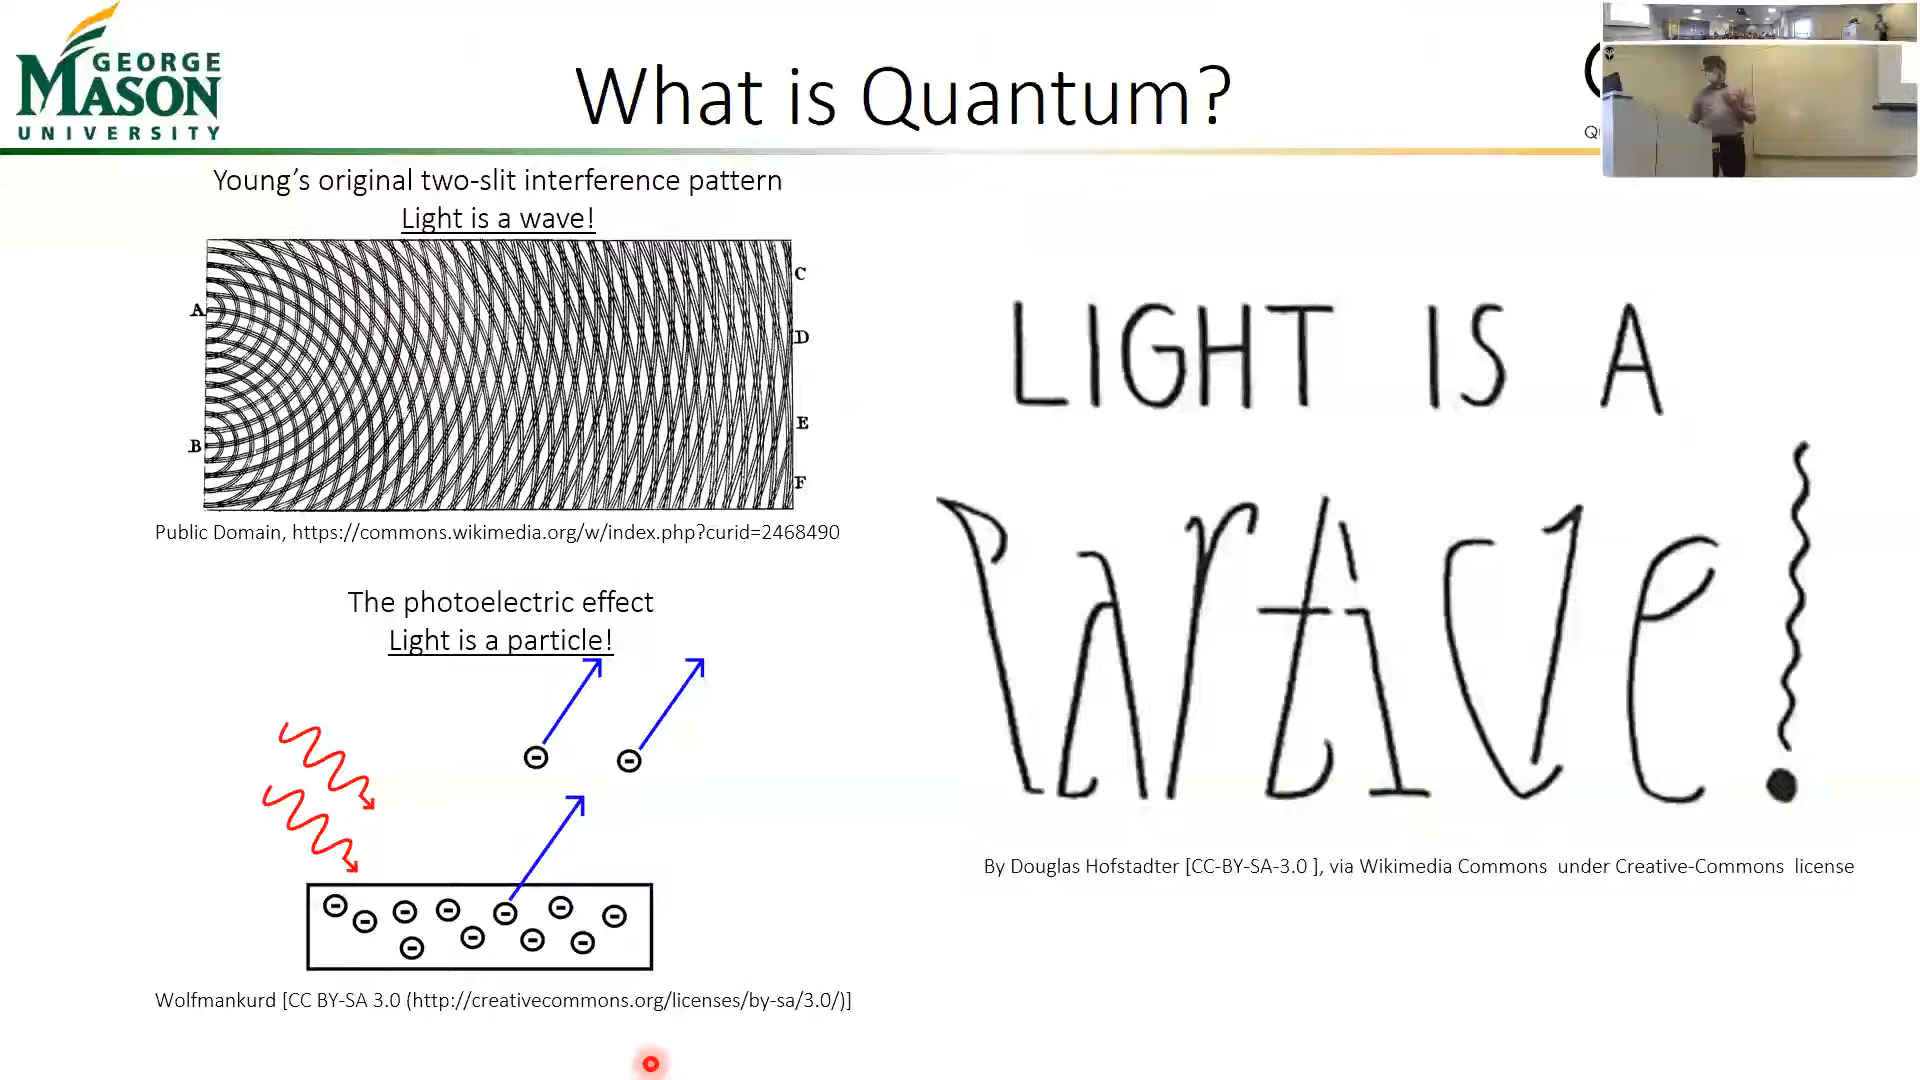 GEORGE
MASON
UNIVERSITY
What is Quantum?
Qu
Young's original two-slit interference pattern
Light is a wave!
A
B
C
D
E
F
Public Domain, https://commons.wikimedia.org/w/index.php?curid=2468490
The photoelectric effect
Light is a particle!
Wolfmankurd [CC BY-SA 3.0 (http://creativecommons.org/licenses/by-sa/3.0/)]
LIGHT IS A
Wave!
By Douglas Hofstadter [CC-BY-SA-3.0 ], via Wikimedia Commons under Creative-Commons license